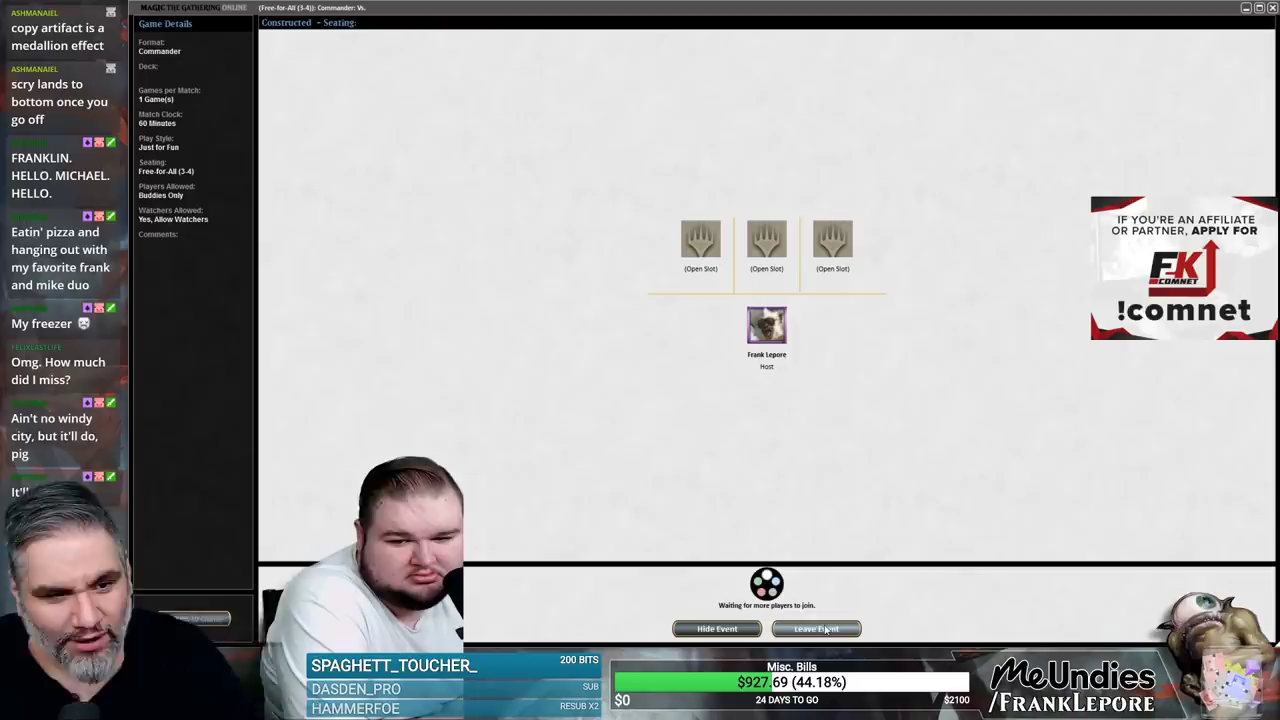 MAGIC THE GATHERING ONLINE
(Free-for-All (3-4)): Commander: Vs.
ASHMANAIEL
copy artifact is a
medallion effect
ASHMANAIEL
scry lands to
bottom once you
go off
FRANKLIN.
HELLO. MICHAEL.
HELLO.
Eatin' pizza and
hanging out with
my favorite frank
and mike duo
My freezer
FELIXLASTLIFE
Omg. How much
did I miss?
Ain't no windy
city, but it'll do,
pig
It'll
Game Details
Format:
Commander
Deck:
Games per Match:
1 Game(s)
Match Clock:
60 Minutes
Play Style:
Just for Fun
Seating:
Free-for-All (3-4)
Players Allowed:
Buddies Only
Watchers Allowed:
Yes, Allow Watchers
Comments:
Constructed - Seating:
(Open Slot)
(Open Slot)
(Open Slot)
Frank Lepore
Host
IF YOU'RE AN AFFILIATE
OR PARTNER, APPLY FOR
F2K
COMNET
!comnet
Waiting for more players to join.
Hide Event
Leave Event
SPAGHETT_TOUCHER_ 200 BITS
DASDEN_PRO SUB
HAMMERFOE RESUB X2
Misc. Bills
$927.69 (44.18%)
$0 24 DAYS TO GO $2100
MeUndies
/FRANKLEPORE